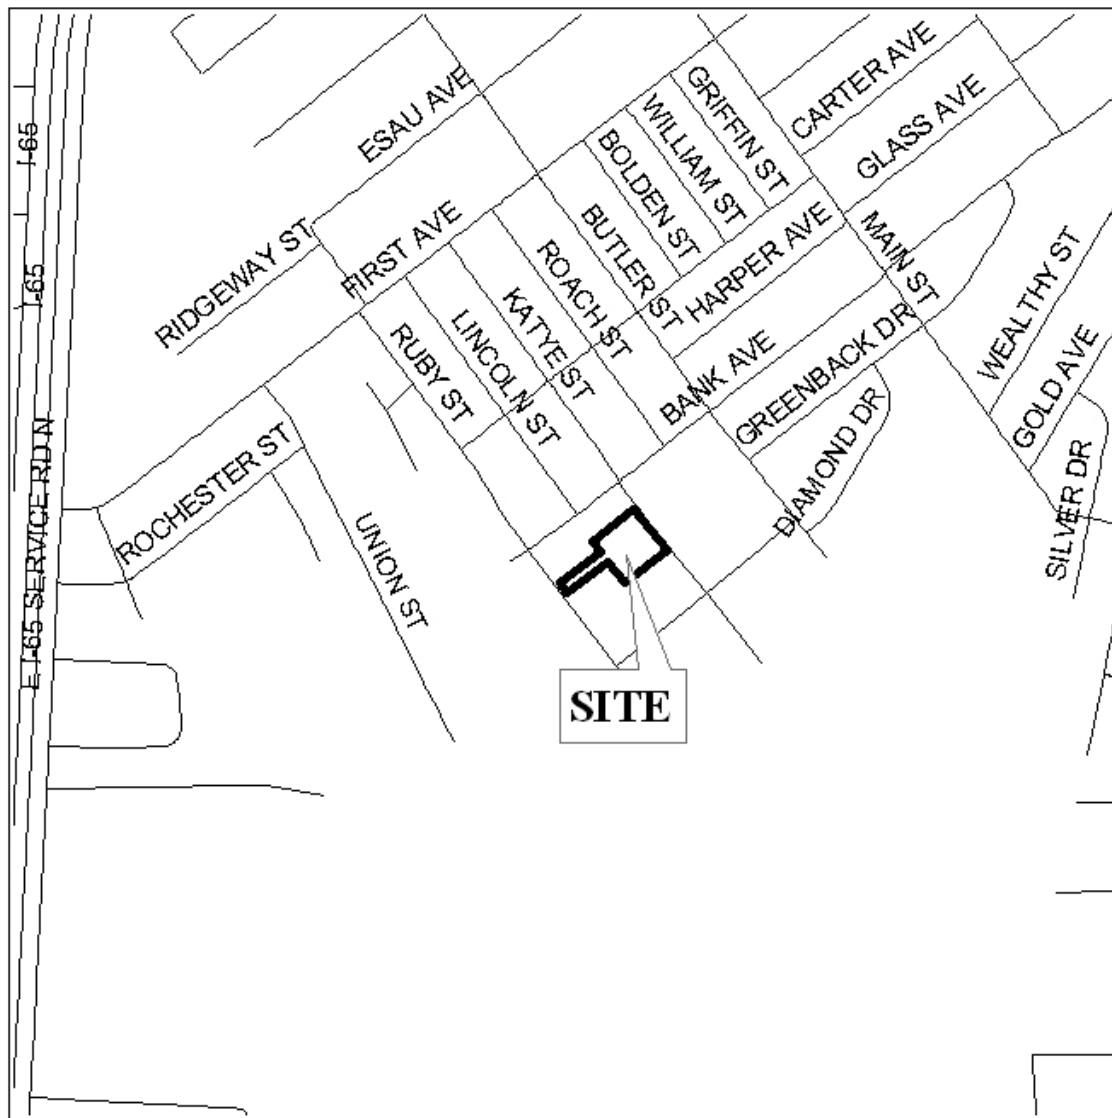 CARTER AVE
GRIFFIN ST
ESAU AVE
WILLIAM ST
GLASS AVE
I-65
BOLDEN ST
FIRST AVE
BUTLER ST
HARPER AVE
MAIN ST
RIDGEWAY ST
ROACH ST
WEALTHY ST
I-65
KATYE ST
LINCOLN ST
RUBY ST
BANK AVE
GREENBACK DR
GOLD AVE
DIAMOND DR
ROCHESTER ST
SILVER DR
E I-65 SERVICE RD N
UNION ST
SITE